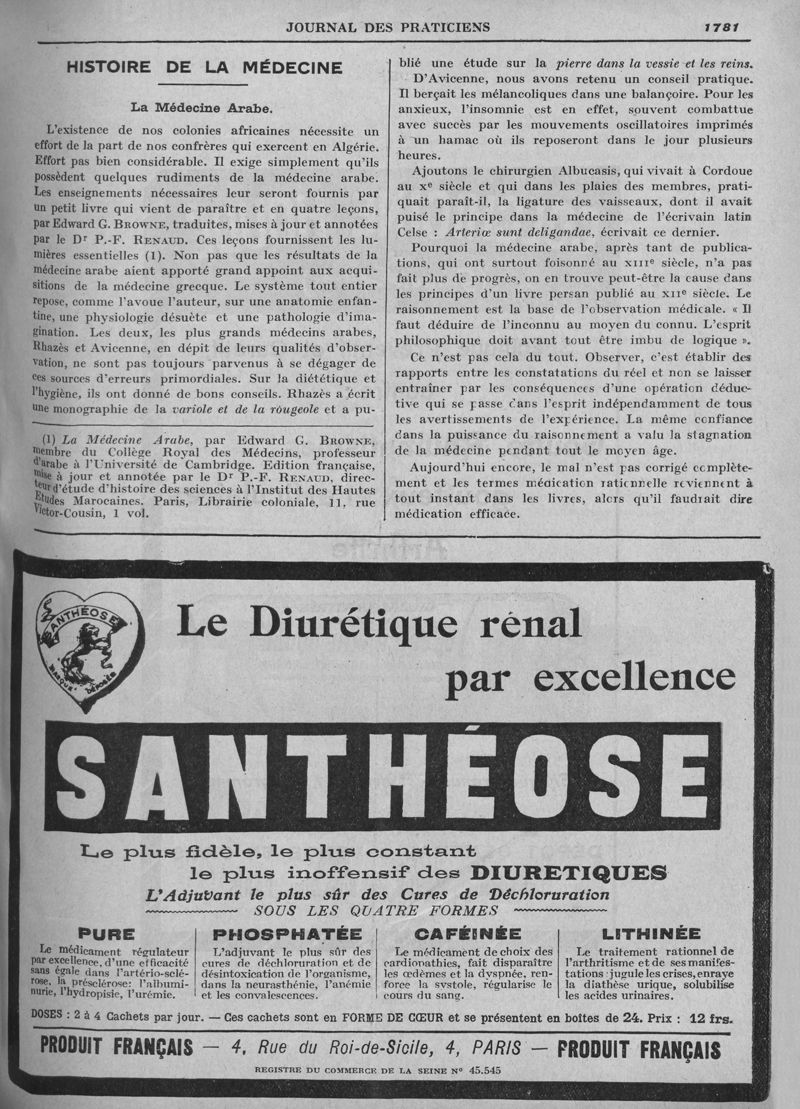 JOURNAL DES PRATICIENS
1781
HISTOIRE DE LA MÉDECINE
La Médecine Arabe.
L'existence de nos colonies africaines nécessite un
effort de la part de nos confrères qui exercent en Algérie.
Effort pas bien considérable. Il exige simplement qu'ils
possèdent quelques rudiments de la médecine arabe.
Les enseignements nécessaires leur seront fournis par
un petit livre qui vient de paraître et en quatre leçons,
par Edward G. BROWNE, traduites, mises à jour et annotées
par le Dr P.-F. RENAUD. Ces leçons fournissent les lu-
mières essentielles (1). Non pas que les résultats de la
médecine arabe aient apporté grand appoint aux acqui-
sitions de la médecine grecque. Le système tout entier
repose, comme l'avoue l'auteur, sur une anatomie enfan-
tine, une physiologie désuète et une pathologie d'ima-
gination. Les deux, les plus grands médecins arabes,
Rhazès et Avicenne, en dépit de leurs qualités d'obser-
vation, ne sont pas toujours parvenus à se dégager de
ces sources d'erreurs primordiales. Sur la diététique et
l'hygiène, ils ont donné de bons conseils. Rhazès a écrit
une monographie de la variole et de la rougeole et a pu-
(1) La Médecine Arabe, par Edward G. BROWNE,
membre du Collège Royal des Médecins, professeur
d'arabe à l'Université de Cambridge. Edition française,
mise à jour et annotée par le Dr P.-F. RENAUD, direc-
teur d'étude d'histoire des sciences à l'Institut des Hautes
Etudes Marocaines. Paris, Librairie coloniale, 11, rue
Victor-Cousin, 1 vol.
blié une étude sur la pierre dans la vessie et les reins.
D'Avicenne, nous avons retenu un conseil pratique.
Il berçait les mélancoliques dans une balançoire. Pour les
anxieux, l'insomnie est en effet, souvent combattue
avec succès par les mouvements oscillatoires imprimés
à un hamac où ils reposeront dans le jour plusieurs
heures.
Ajoutons le chirurgien Albucasis, qui vivait à Cordoue
au Xe siècle et qui dans les plaies des membres, prati-
quait paraît-il, la ligature des vaisseaux, dont il avait
puisé le principe dans la médecine de l'écrivain latin
Celse : Arteriæ sunt deligandae, écrivait ce dernier.
Pourquoi la médecine arabe, après tant de publica-
tions, qui ont surtout foisonné au XIIIe siècle, n'a pas
fait plus de progrès, on en trouve peut-être la cause dans
les principes d'un livre persan publié au XIIe siècle. Le
raisonnement est la base de l'observation médicale. « Il
faut déduire de l'inconnu au moyen du connu. L'esprit
philosophique doit avant tout être imbu de logique ».
Ce n'est pas cela du tout. Observer, c'est établir des
rapports entre les constatations du réel et non se laisser
entraîner par les conséquences d'une opération déduc-
tive qui se passe dans l'esprit indépendamment de tous
les avertissements de l'expérience. La même confiance
dans la puissance du raisonnement a valu la stagnation
de la médecine pendant tout le moyen âge.
Aujourd'hui encore, le mal n'est pas corrigé complète-
ment et les termes médication rationnelle reviennent à
tout instant dans les livres, alors qu'il faudrait dire
médication efficace.
SANTHÉOSE
MARQUE DÉPOSÉE
Le Diurétique rénal
par excellence
SANTHÉOSE
Le plus fidèle, le plus constant
le plus inoffensif des DIURETIQUES
L'Adjuvant le plus sûr des Cures de Déchloruration
SOUS LES QUATRE FORMES
PURE
Le médicament régulateur
par excellence, d'une efficacité
sans égale dans l'artério-sclé-
rose, la présclérose: l'albumi-
nurie, l'hydropisie, l'urémie.
PHOSPHATÉE
L'adjuvant le plus sûr des
cures de déchloruration et de
désintoxication de l'organisme,
dans la neurasthénie, l'anémie
et les convalescences.
CAFÉINÉE
Le médicament de choix des
cardionathies, fait disparaître
les œdèmes et la dyspnée, ren-
force la systole, régularise le
cours du sang.
LITHINÉE
Le traitement rationnel de
l'arthritisme et de ses manifes-
tations : jugule les crises, enraye
la diathèse urique, solubilise
les acides urinaires.
DOSES : 2 à 4 Cachets par jour. — Ces cachets sont en FORME DE CŒUR et se présentent en boîtes de 24. Prix : 12 frs.
PRODUIT FRANÇAIS — 4, Rue du Roi-de-Sicile, 4, PARIS — PRODUIT FRANÇAIS
REGISTRE DU COMMERCE DE LA SEINE No 45.545